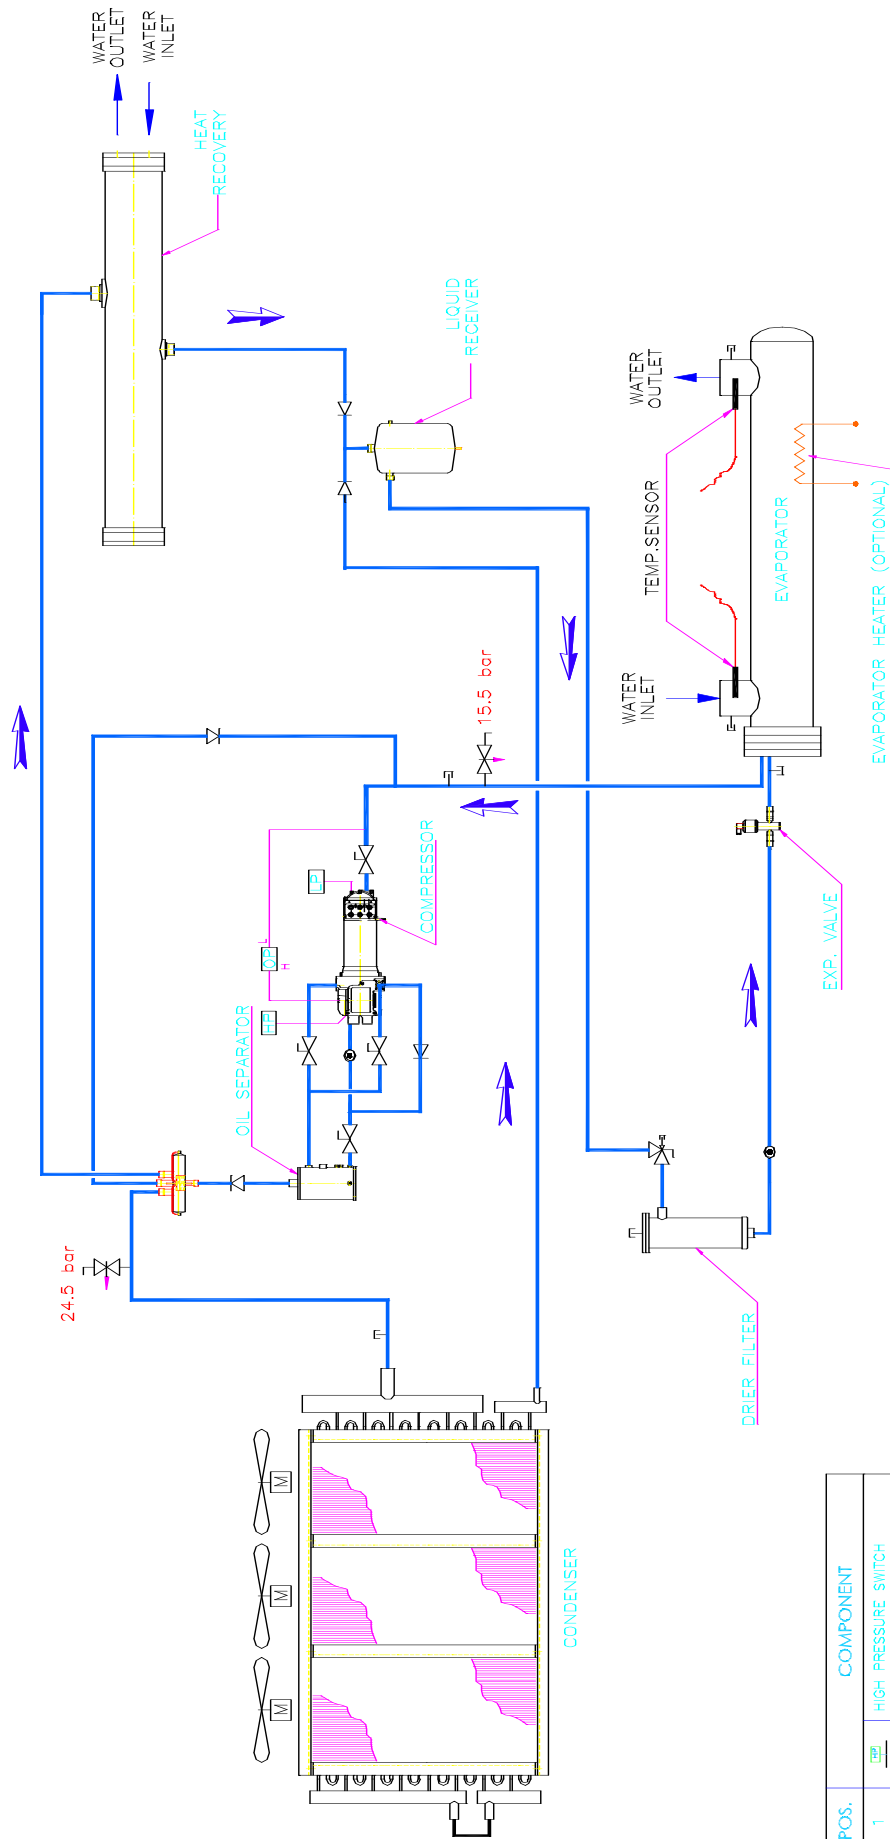 WATER
OUTLET
WATER
INLET
HEAT
RECOVERY
LIQUID
RECEIVER
WATER
OUTLET
TEMP.SENSOR
WATER
INLET
EVAPORATOR
EVAPORATOR HEATER (OPTIONAL)
15.5 bar
LP
L
OP
H
HP
COMPRESSOR
OIL SEPARATOR
EXP. VALVE
24.5 bar
DRIER FILTER
M
M
M
CONDENSER
POS.
COMPONENT
1
HP
HIGH PRESSURE SWITCH